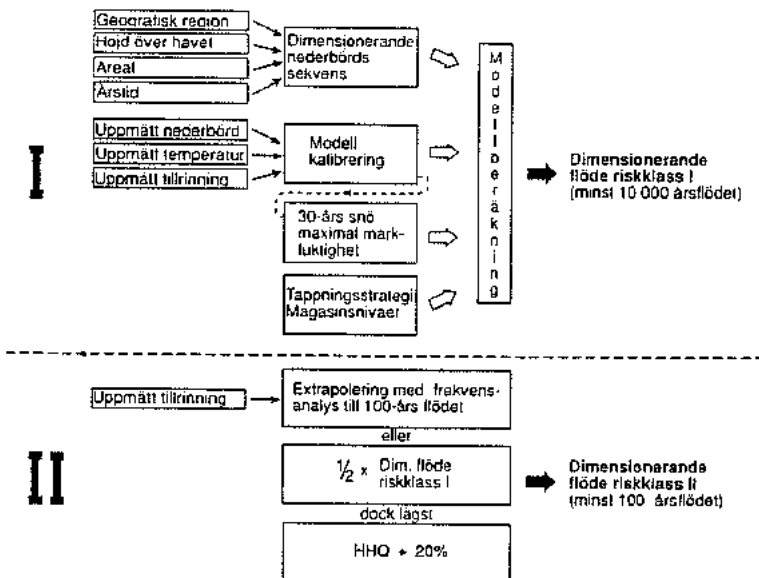 Geografisk region
Höjd över havet
Areal
Årstid
Dimensionerande
nederbörds
sekvens
Uppmätt nederbörd
Uppmätt temperatur
Uppmätt tillrinning
Modell
kalibrering
30-års snö
maximal mark-
fuktighet
Tappningsstrategi
Magasinsnivåer
Modellberäkning
I
Dimensionerande
flöde riskklass I
(minst 10 000 årsflödet)
Uppmätt tillrinning
Extrapolering med frekvens-
analys till 100-års flödet
eller
1/2 x Dim. flöde
riskklass I
dock lägst
HHQ + 20%
II
Dimensionerande
flöde riskklass II
(minst 100 årsflödet)